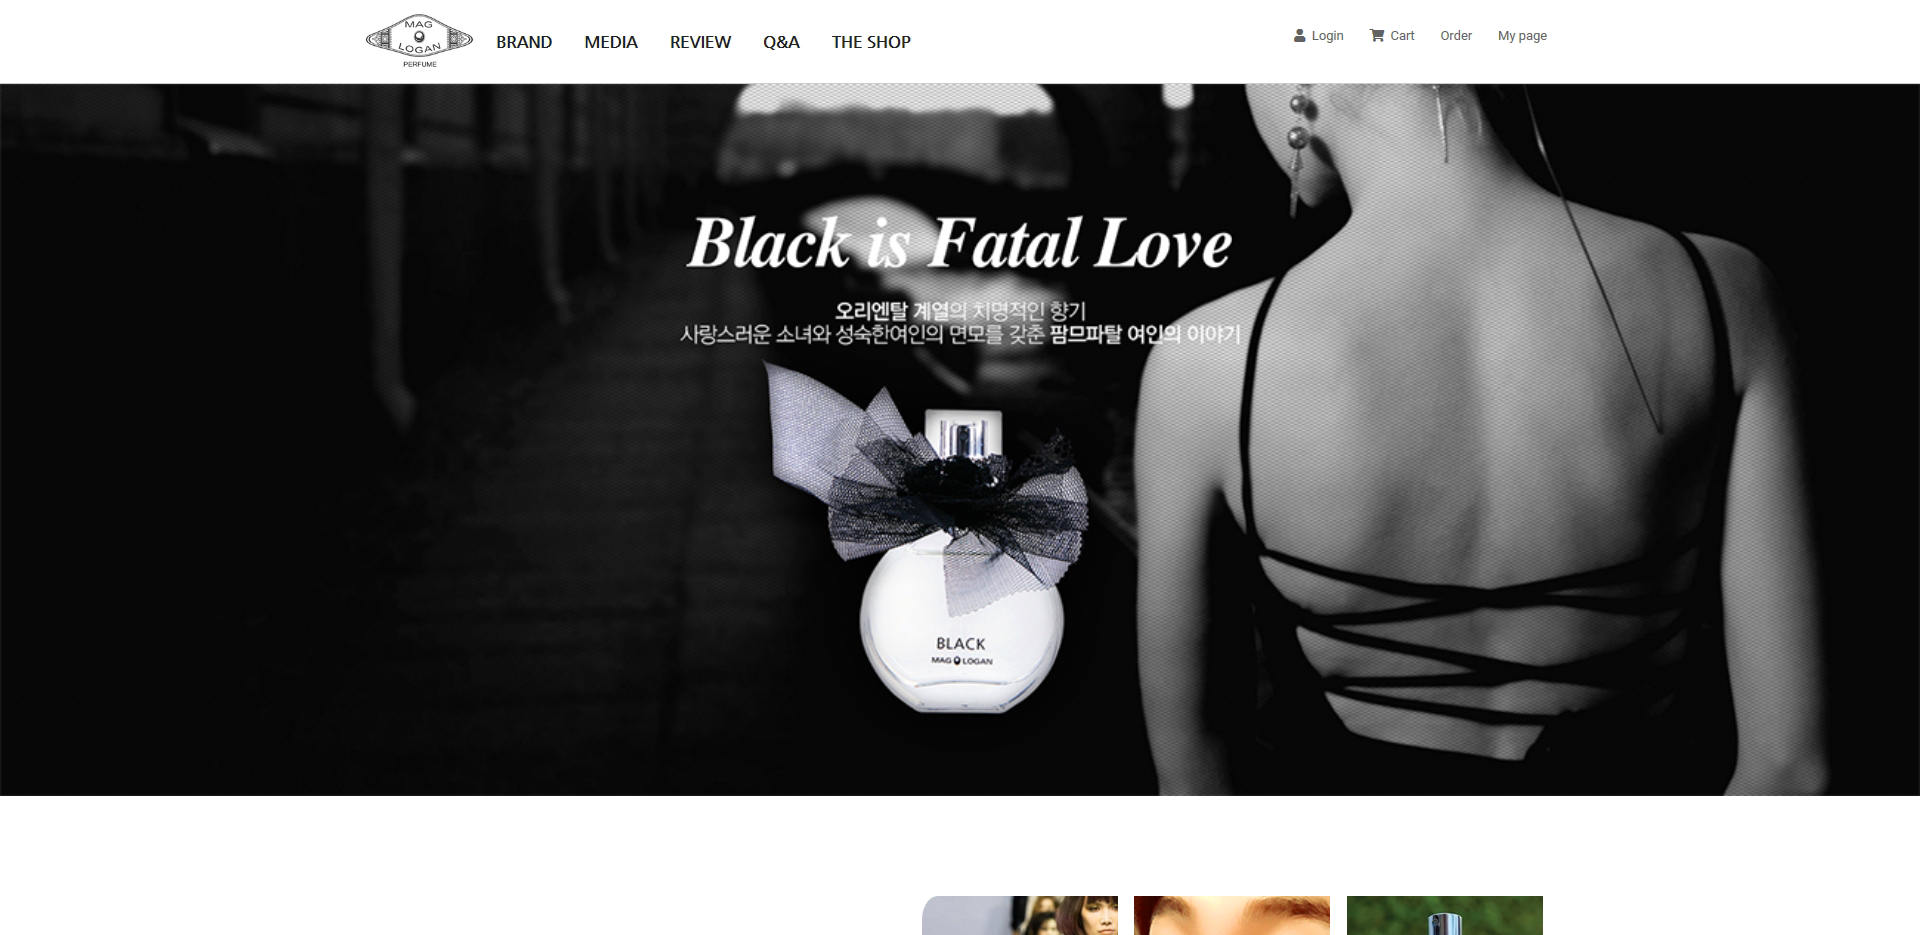 MAG
LOGAN
PERFUME
BRAND
MEDIA
REVIEW
Q&A
THE SHOP
Login
Cart
Order
My page
Black is Fatal Love
오리엔탈 계열의 치명적인 향기
사랑스러운 소녀와 성숙한여인의 면모를 갖춘 팜므파탈 여인의 이야기
BLACK
MAG LOGAN